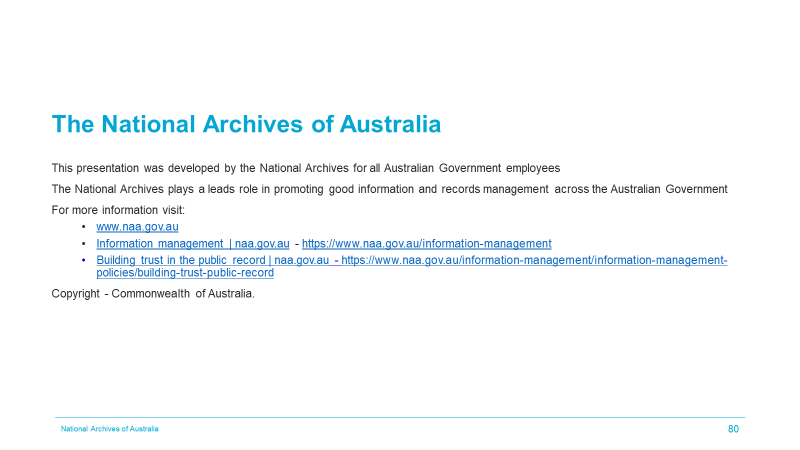 The National Archives of Australia
This presentation was developed by the National Archives for all Australian Government employees
The National Archives plays a leads role in promoting good information and records management across the Australian Government
For more information visit:
• www.naa.gov.au
• Information management | naa.gov.au - https://www.naa.gov.au/information-management
• Building trust in the public record | naa.gov.au - https://www.naa.gov.au/information-management/information-management-
policies/building-trust-public-record
Copyright - Commonwealth of Australia.
National Archives of Australia
80